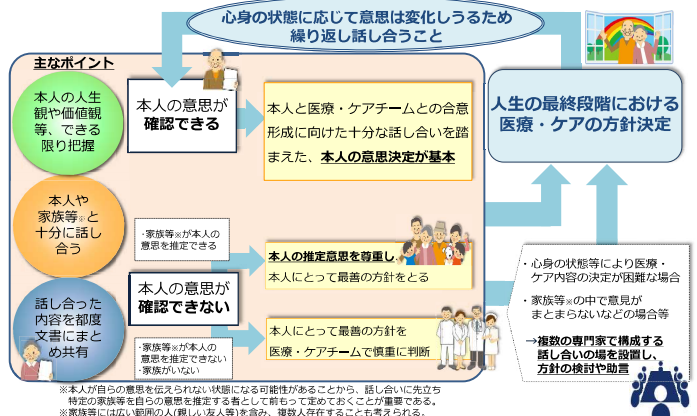 心身の状態に応じて意思は変化しうるため
繰り返し話し合うこと
主なポイント
本人の人生
観や価値観
等、できる
限り把握
本人や
家族等※と
十分に話し
合う
話し合った
内容を都度
文書にまと
め共有
本人の意思が
確認できる
本人と医療・ケアチームとの合意
形成に向けた十分な話し合いを踏
まえた、本人の意思決定が基本
人生の最終段階における
医療・ケアの方針決定
・家族等※が本人の
意思を推定できる
本人の推定意思を尊重し、
本人にとって最善の方針をとる
本人の意思が
確認できない
・家族等※が本人の
意思を推定できない
・家族がいない
本人にとって最善の方針を
医療・ケアチームで慎重に判断
・心身の状態等により医療・
ケア内容の決定が困難な場合
・家族等※の中で意見が
まとまらないなどの場合等
→複数の専門家で構成する
話し合いの場を設置し、
方針の検討や助言
※本人が自らの意思を伝えられない状態になる可能性があることから、話し合いに先立ち
特定の家族等を自らの意思を推定する者として前もって定めておくことが重要である。
※家族等には広い範囲の人(親しい友人等)を含み、複数人存在することも考えられる。